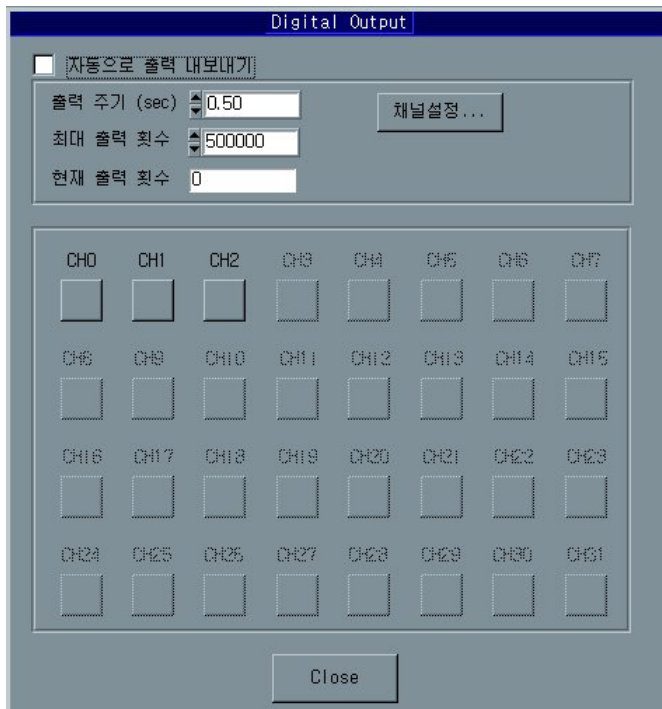 Digital Output
자동으로 출력 내보내기
출력 주기 (sec) 0.50
채널설정...
최대 출력 횟수 500000
현재 출력 횟수 0
CH0 CH1 CH2 CH3 CH4 CH5 CH6 CH7
CH8 CH9 CH10 CH11 CH12 CH13 CH14 CH15
CH16 CH17 CH18 CH19 CH20 CH21 CH22 CH23
CH24 CH25 CH26 CH27 CH28 CH29 CH30 CH31
Close